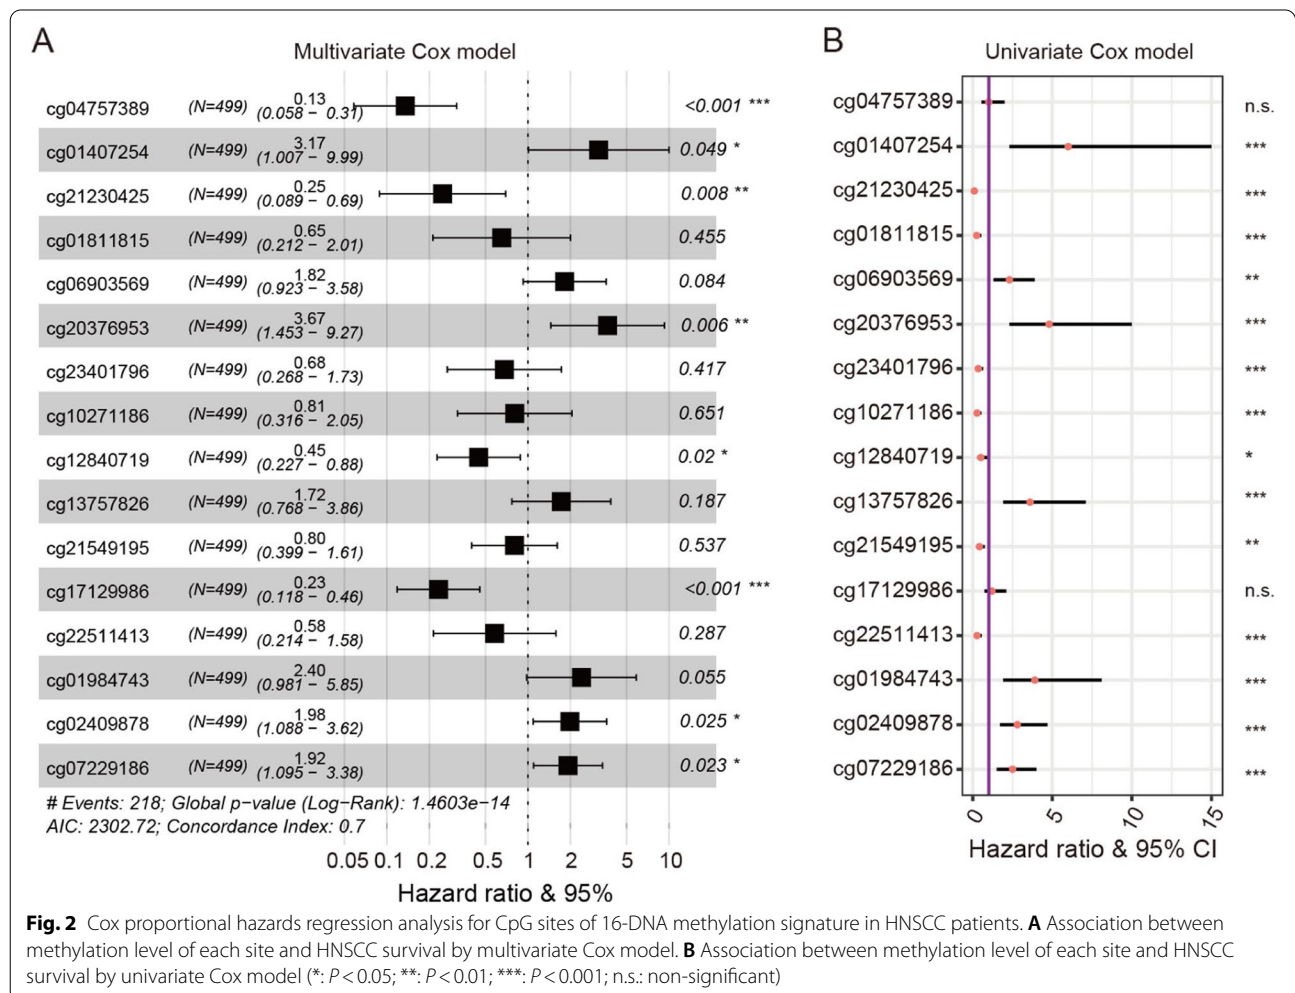 A
Multivariate Cox model
cg04757389 (N=499) 0.13 (0.058 − 0.31) <0.001 ***
cg01407254 (N=499) 3.17 (1.007 − 9.99) 0.049 *
cg21230425 (N=499) 0.25 (0.089 − 0.69) 0.008 **
cg01811815 (N=499) 0.65 (0.212 − 2.01) 0.455
cg06903569 (N=499) 1.82 (0.923 − 3.58) 0.084
cg20376953 (N=499) 3.67 (1.453 − 9.27) 0.006 **
cg23401796 (N=499) 0.68 (0.268 − 1.73) 0.417
cg10271186 (N=499) 0.81 (0.316 − 2.05) 0.651
cg12840719 (N=499) 0.45 (0.227 − 0.88) 0.02 *
cg13757826 (N=499) 1.72 (0.768 − 3.86) 0.187
cg21549195 (N=499) 0.80 (0.399 − 1.61) 0.537
cg17129986 (N=499) 0.23 (0.118 − 0.46) <0.001 ***
cg22511413 (N=499) 0.58 (0.214 − 1.58) 0.287
cg01984743 (N=499) 2.40 (0.981 − 5.85) 0.055
cg02409878 (N=499) 1.98 (1.088 − 3.62) 0.025 *
cg07229186 (N=499) 1.92 (1.095 − 3.38) 0.023 *
# Events: 218; Global p−value (Log−Rank): 1.4603e−14
AIC: 2302.72; Concordance Index: 0.7
0.05 0.1 0.2 0.5 1 2 5 10
Hazard ratio & 95%
B
Univariate Cox model
cg04757389 n.s.
cg01407254 ***
cg21230425 ***
cg01811815 ***
cg06903569 **
cg20376953 ***
cg23401796 ***
cg10271186 ***
cg12840719 *
cg13757826 ***
cg21549195 **
cg17129986 n.s.
cg22511413 ***
cg01984743 ***
cg02409878 ***
cg07229186 ***
0 5 10 15
Hazard ratio & 95% CI
Fig. 2 Cox proportional hazards regression analysis for CpG sites of 16-DNA methylation signature in HNSCC patients. A Association between
methylation level of each site and HNSCC survival by multivariate Cox model. B Association between methylation level of each site and HNSCC
survival by univariate Cox model (*: P < 0.05; **: P < 0.01; ***: P < 0.001; n.s.: non-significant)